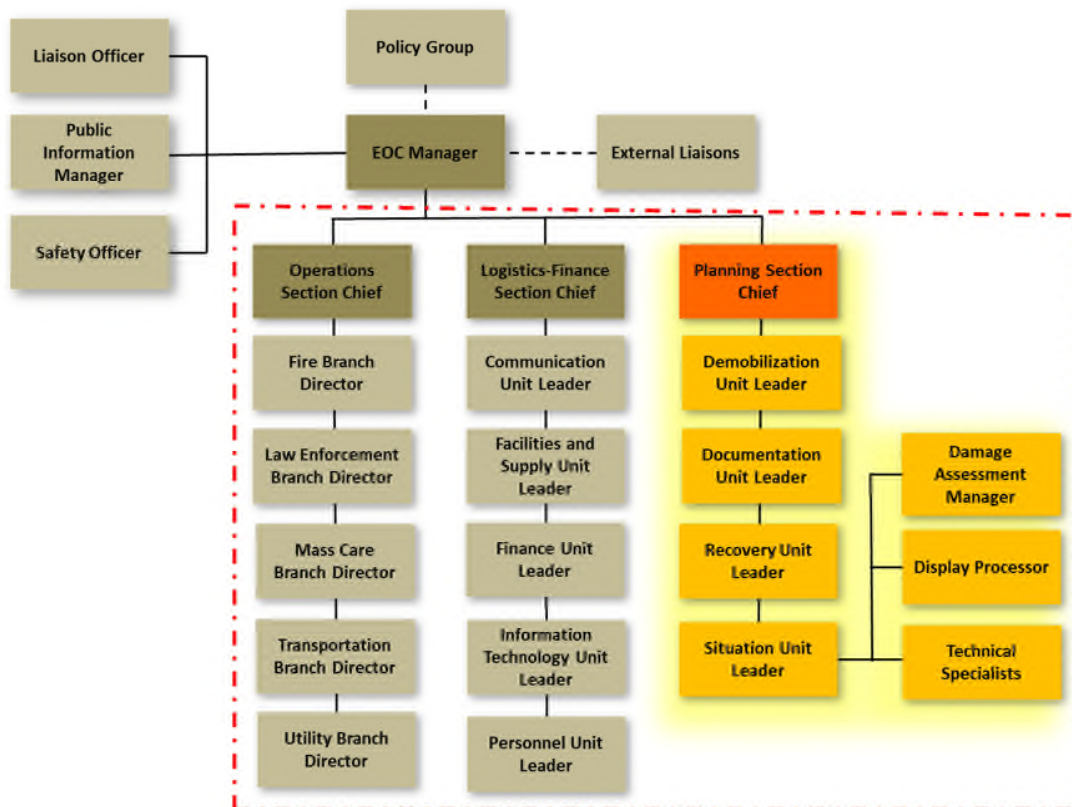 Liaison Officer
Policy Group
Public
Information
Manager
EOC Manager
External Liaisons
Safety Officer
Operations
Section Chief
Logistics-Finance
Section Chief
Planning Section
Chief
Fire Branch
Director
Communication
Unit Leader
Demobilization
Unit Leader
Law Enforcement
Branch Director
Facilities and
Supply Unit
Leader
Documentation
Unit Leader
Damage
Assessment
Manager
Mass Care
Branch Director
Finance Unit
Leader
Recovery Unit
Leader
Display Processor
Transportation
Branch Director
Information
Technology Unit
Leader
Situation Unit
Leader
Technical
Specialists
Utility Branch
Director
Personnel Unit
Leader